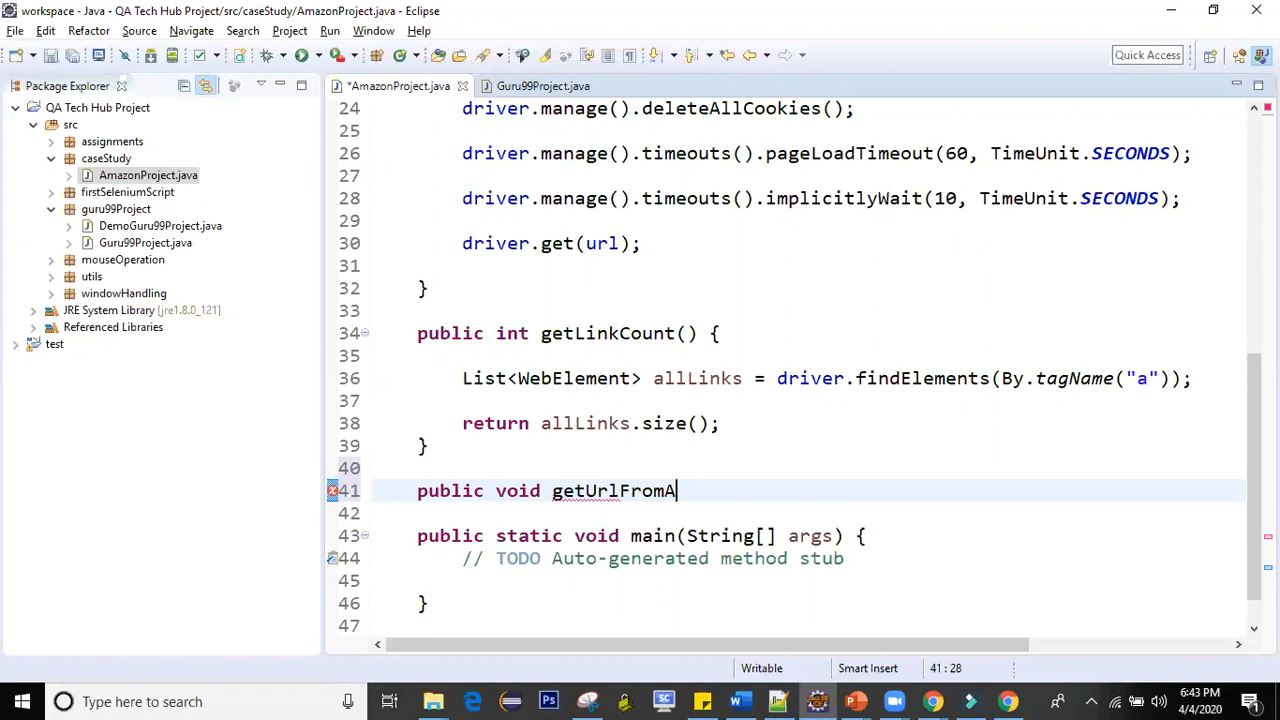 workspace - Java - QA Tech Hub Project/src/caseStudy/AmazonProject.java - Eclipse
File Edit Refactor Source Navigate Search Project Run Window Help
Quick Access
Package Explorer
QA Tech Hub Project
src
assignments
caseStudy
AmazonProject.java
firstSeleniumScript
guru99Project
DemoGuru99Project.java
Guru99Project.java
mouseOperation
utils
windowHandling
JRE System Library [jre1.8.0_121]
Referenced Libraries
test
*AmazonProject.java Guru99Project.java
24 driver.manage().deleteAllCookies();
25
26 driver.manage().timeouts().pageLoadTimeout(60, TimeUnit.SECONDS);
27
28 driver.manage().timeouts().implicitlyWait(10, TimeUnit.SECONDS);
29
30 driver.get(url);
31
32 }
33
34 public int getLinkCount() {
35
36 List<WebElement> allLinks = driver.findElements(By.tagName("a"));
37
38 return allLinks.size();
39 }
40
41 public void getUrlFromA
42
43 public static void main(String[] args) {
44 // TODO Auto-generated method stub
45
46 }
47
Writable Smart Insert 41 : 28
Type here to search
6:43 PM
4/4/2020